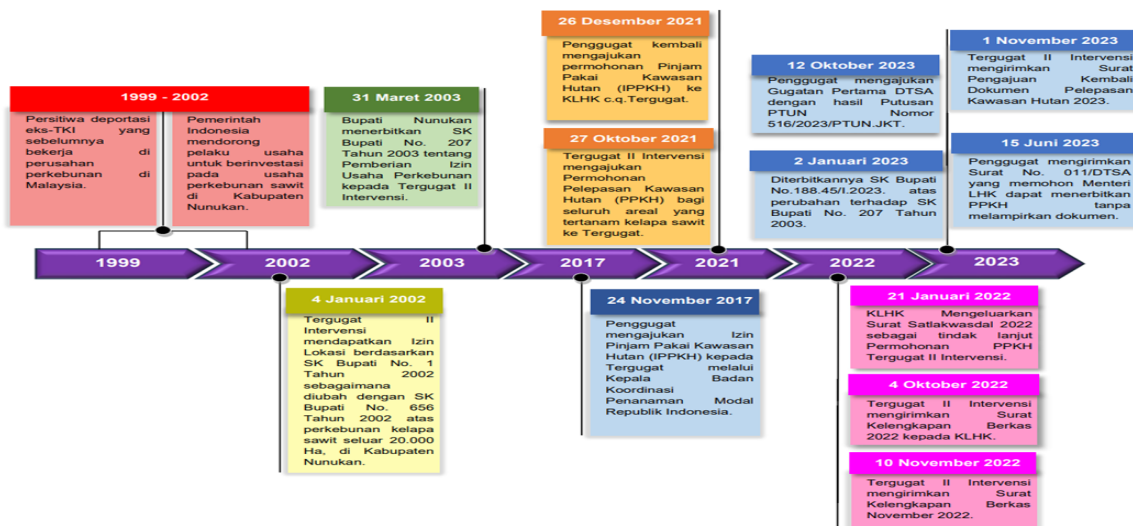 1999 - 2002
Persitiwa deportasi
eks-TKI yang
sebelumnya
bekerja di
perusahan
perkebunan di
Malaysia.
Pemerintah
Indonesia
mendorong
pelaku usaha
untuk berinvestasi
pada usaha
perkebunan sawit
di Kabupaten
Nunukan.
31 Maret 2003
Bupati Nunukan
menerbitkan SK
Bupati No. 207
Tahun 2003 tentang
Pemberian Izin
Usaha Perkebunan
kepada Tergugat II
Intervensi.
26 Desember 2021
Penggugat kembali
mengajukan
permohonan Pinjam
Pakai Kawasan
Hutan (IPPKH) ke
KLHK c.q.Tergugat.
27 Oktober 2021
Tergugat II Intervensi
mengajukan
Permohonan
Pelepasan Kawasan
Hutan (PPKH) bagi
seluruh areal yang
tertanam kelapa sawit
ke Tergugat.
12 Oktober 2023
Penggugat mengajukan
Gugatan Pertama DTSA
dengan hasil Putusan
PTUN Nomor
516/2023/PTUN.JKT.
2 Januari 2023
Diterbitkannya SK Bupati
No.188.45/I.2023. atas
perubahan terhadap SK
Bupati No. 207 Tahun
2003.
1 November 2023
Tergugat II Intervensi
mengirimkan Surat
Pengajuan Kembali
Dokumen Pelepasan
Kawasan Hutan 2023.
15 Juni 2023
Penggugat mengirimkan
Surat No. 011/DTSA
yang memohon Menteri
LHK dapat menerbitkan
PPKH tanpa
melampirkan dokumen.
1999
2002
2003
2017
2021
2022
2023
4 Januari 2002
Tergugat II
Intervensi
mendapatkan Izin
Lokasi berdasarkan
SK Bupati No. 1
Tahun 2002
sebagaimana
diubah dengan SK
Bupati No. 656
Tahun 2002 atas
perkebunan kelapa
sawit seluar 20.000
Ha, di Kabupaten
Nunukan.
24 November 2017
Penggugat
mengajukan Izin
Pinjam Pakai Kawasan
Hutan (IPPKH) kepada
Tergugat melalui
Kepala Badan
Koordinasi
Penanaman Modal
Republik Indonesia.
21 Januari 2022
KLHK Mengeluarkan
Surat Satlakwasdal 2022
sebagai tindak lanjut
Permohonan PPKH
Tergugat II Intervensi.
4 Oktober 2022
Tergugat II Intervensi
mengirimkan Surat
Kelengkapan Berkas
2022 kepada KLHK.
10 November 2022
Tergugat II Intervensi
mengirimkan Surat
Kelengkapan Berkas
November 2022.